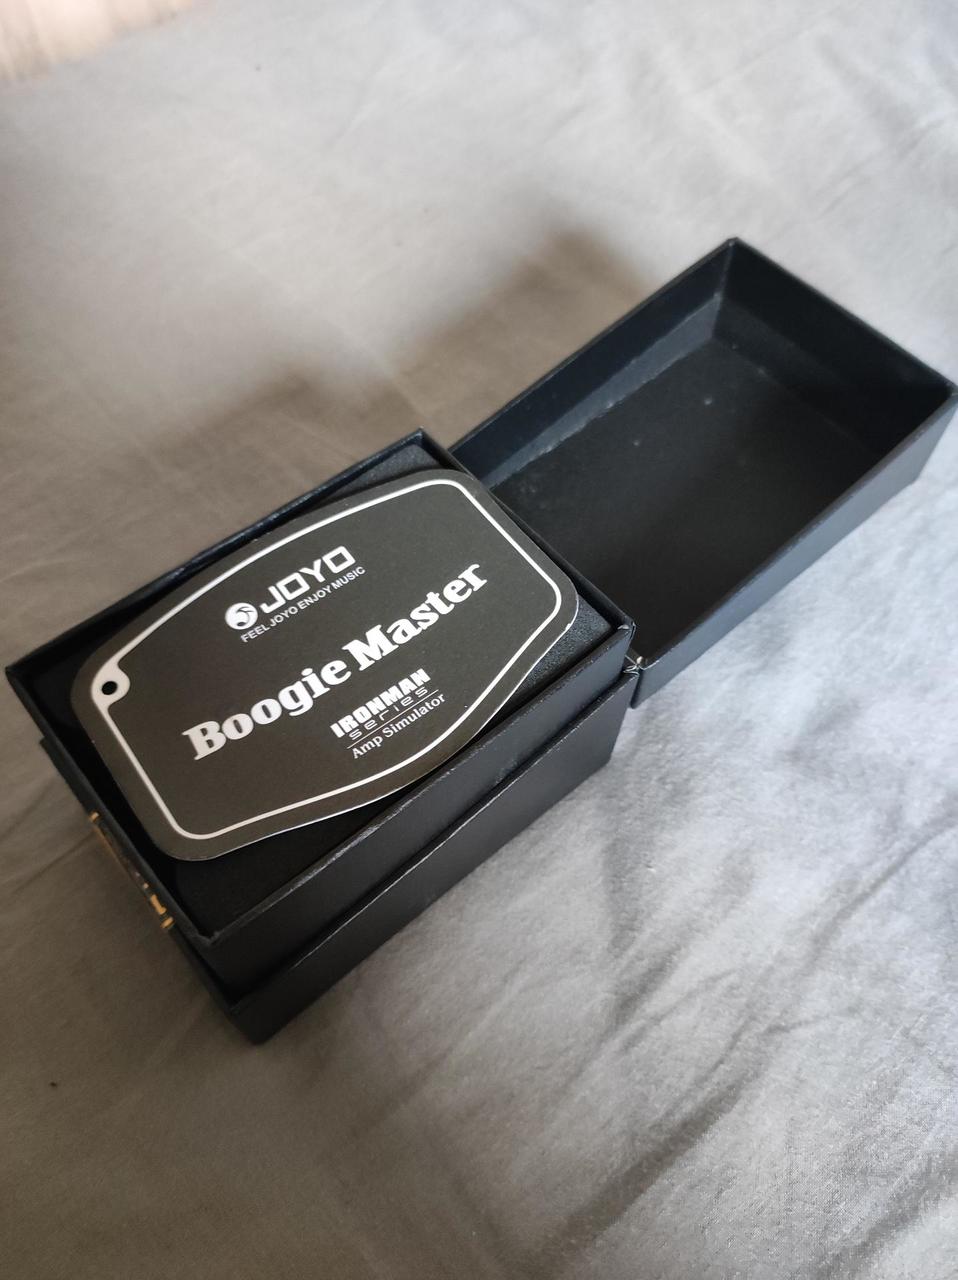 JOYO
FEEL JOYO ENJOY MUSIC
Boogie Master
IRONMAN
series
Amp Simulator